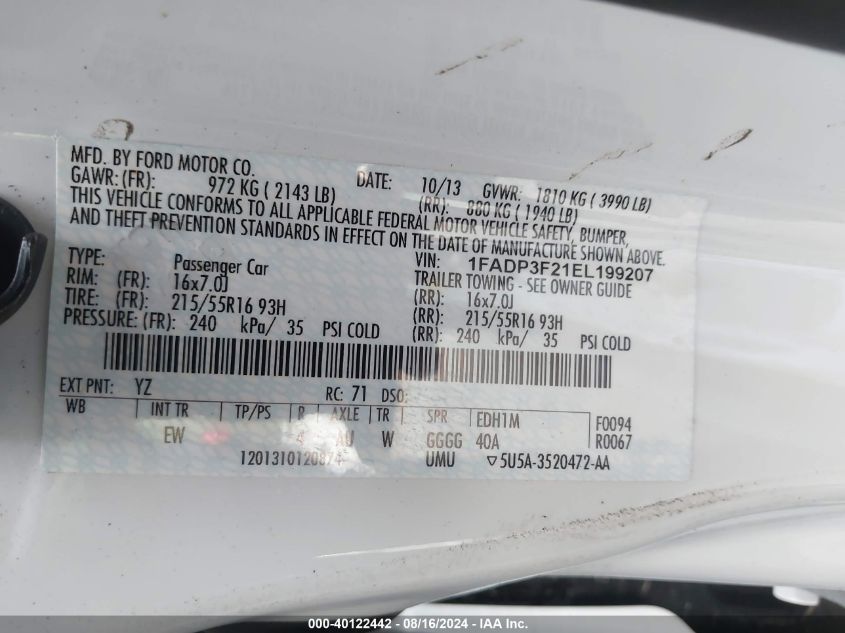 MFD. BY FORD MOTOR CO.
DATE: 10/13 GVWR: 1810 KG ( 3990 LB)
GAWR: (FR): 972 KG ( 2143 LB) (RR): 880 KG ( 1940 LB)
THIS VEHICLE CONFORMS TO ALL APPLICABLE FEDERAL MOTOR VEHICLE SAFETY, BUMPER,
AND THEFT PREVENTION STANDARDS IN EFFECT ON THE DATE OF MANUFACTURE SHOWN ABOVE.
VIN: 1FADP3F21EL199207
TYPE: Passenger Car TRAILER TOWING - SEE OWNER GUIDE
RIM: (FR): 16x7.0J (RR): 16x7.0J
TIRE: (FR): 215/55R16 93H (RR): 215/55R16 93H
PRESSURE: (FR): 240 kPa/ 35 PSI COLD (RR): 240 kPa/ 35 PSI COLD
EXT PNT: YZ RC: 71 DSO:
WB INT TR TP/PS R AXLE TR SPR EDH1M F0094
EW 4 AU W GGGG 40A R0067
1201310120874 UMU ▽5U5A-3520472-AA
000-40122442 - 08/16/2024 - IAAI.com